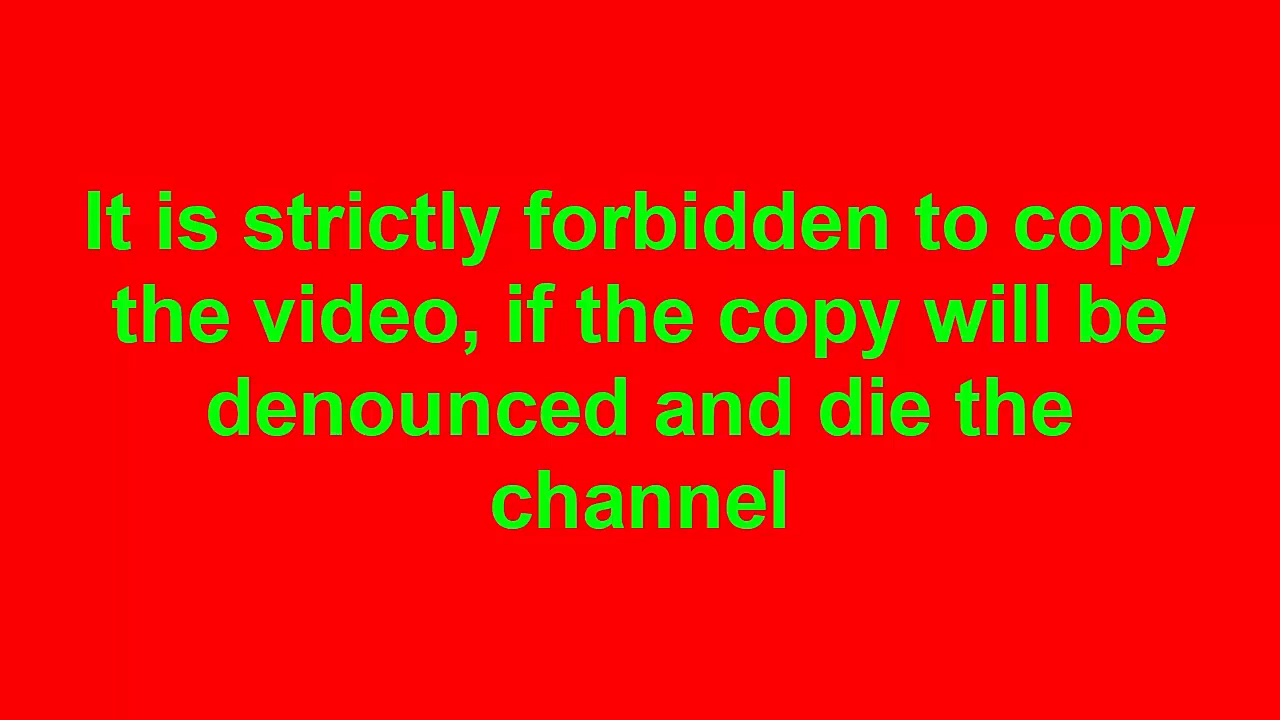 It is strictly forbidden to copy
the video, if the copy will be
denounced and die the
channel